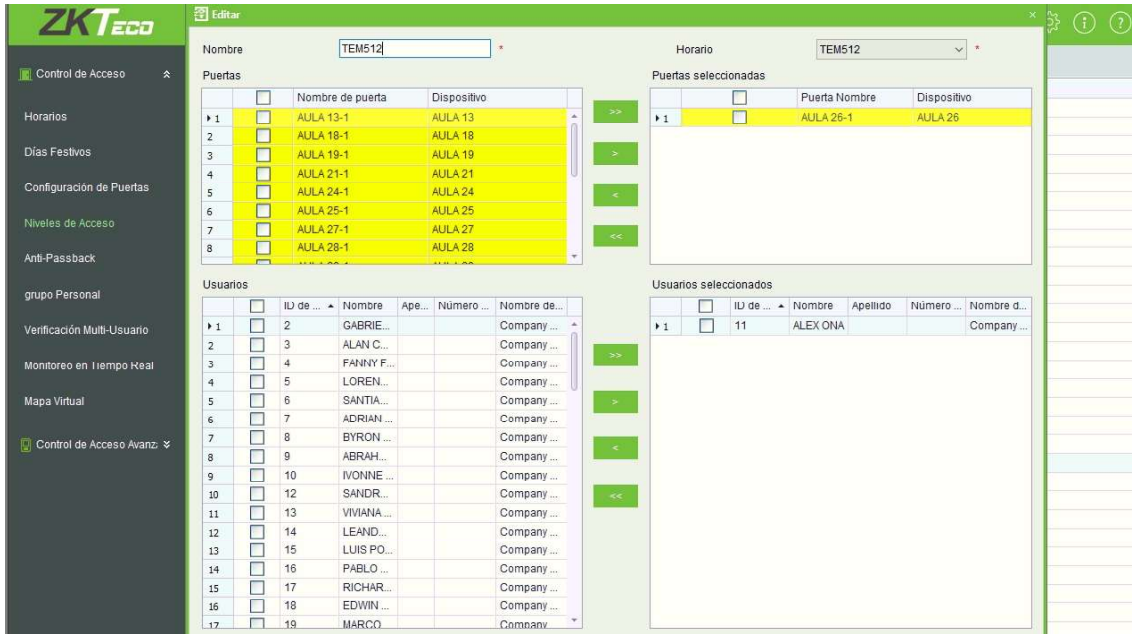 ZKTeco
Editar
Nombre TEM512 * Horario TEM512 *
Control de Acceso
Puertas Puertas seleccionadas
Nombre de puerta Dispositivo Puerta Nombre Dispositivo
Horarios
1 AULA 13-1 AULA 13 >> 1 AULA 26-1 AULA 26
2 AULA 18-1 AULA 18
Días Festivos
3 AULA 19-1 AULA 19 >
4 AULA 21-1 AULA 21
Configuración de Puertas
5 AULA 24-1 AULA 24 <
6 AULA 25-1 AULA 25
Niveles de Acceso
7 AULA 27-1 AULA 27 <<
8 AULA 28-1 AULA 28
Anti-Passback
Usuarios Usuarios seleccionados
grupo Personal
ID de ... Nombre Ape... Número ... Nombre de... ID de ... Nombre Apellido Número ... Nombre d...
Verificación Multi-Usuario
1 2 GABRIE... Company ... 1 11 ALEX ONA Company ...
2 3 ALAN C... Company ...
3 4 FANNY F... Company ... >>
Monitoreo en Tiempo Real
4 5 LOREN... Company ...
5 6 SANTIA... Company ... >
Mapa Virtual
6 7 ADRIAN ... Company ...
7 8 BYRON ... Company ...
Control de Acceso Avanz
8 9 ABRAH... Company ... <
9 10 IVONNE ... Company ...
10 12 SANDR... Company ... <<
11 13 VIVIANA ... Company ...
12 14 LEAND... Company ...
13 15 LUIS PO... Company ...
14 16 PABLO ... Company ...
15 17 RICHAR... Company ...
16 18 EDWIN ... Company ...
17 19 MARCO Company